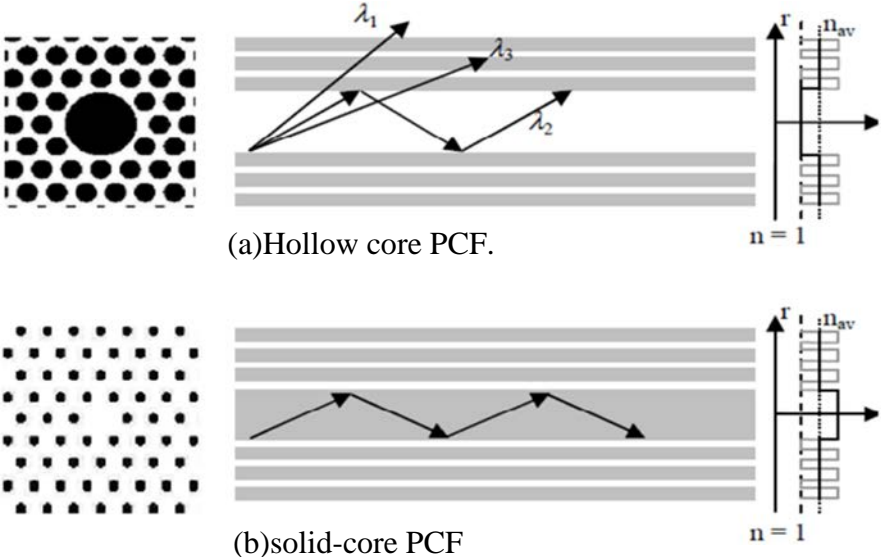 λ1
λ3
λ2
r
nav
n = 1
(a)Hollow core PCF.
r
nav
n = 1
(b)solid-core PCF